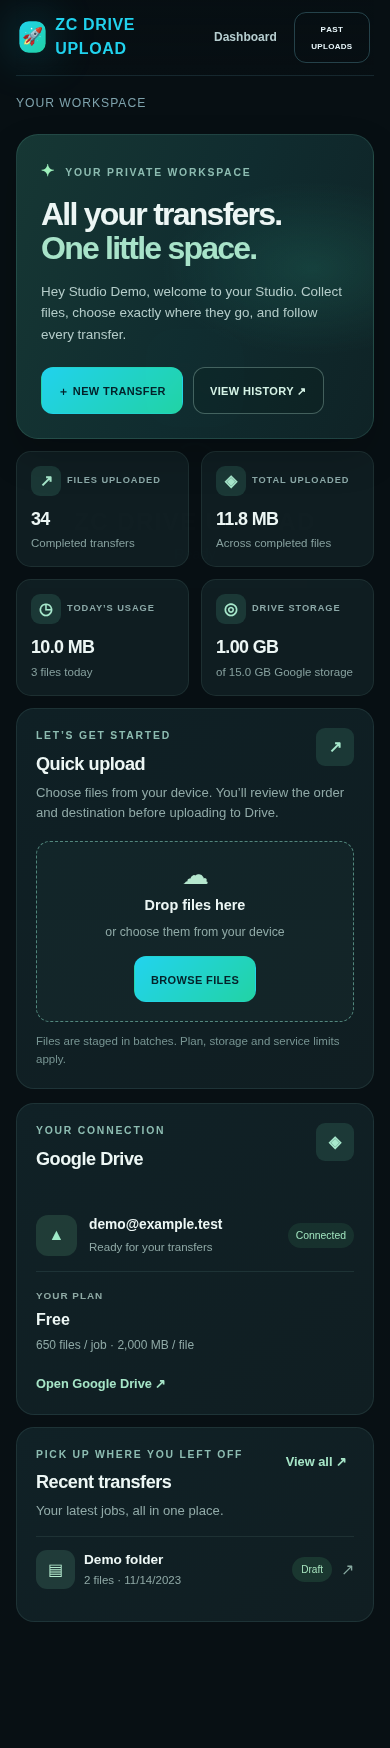 ZC DRIVE
UPLOAD
Dashboard
PAST
UPLOADS
YOUR WORKSPACE
YOUR PRIVATE WORKSPACE
All your transfers.
One little space.
Hey Studio Demo, welcome to your Studio. Collect
files, choose exactly where they go, and follow
every transfer.
+ NEW TRANSFER
VIEW HISTORY ↗
FILES UPLOADED
34
Completed transfers
TOTAL UPLOADED
11.8 MB
Across completed files
TODAY'S USAGE
10.0 MB
3 files today
DRIVE STORAGE
1.00 GB
of 15.0 GB Google storage
LET'S GET STARTED
Quick upload
Choose files from your device. You'll review the order
and destination before uploading to Drive.
Drop files here
or choose them from your device
BROWSE FILES
Files are staged in batches. Plan, storage and service limits
apply.
YOUR CONNECTION
Google Drive
demo@example.test
Ready for your transfers
Connected
YOUR PLAN
Free
650 files / job · 2,000 MB / file
Open Google Drive ↗
PICK UP WHERE YOU LEFT OFF
View all ↗
Recent transfers
Your latest jobs, all in one place.
Demo folder
2 files · 11/14/2023
Draft ↗